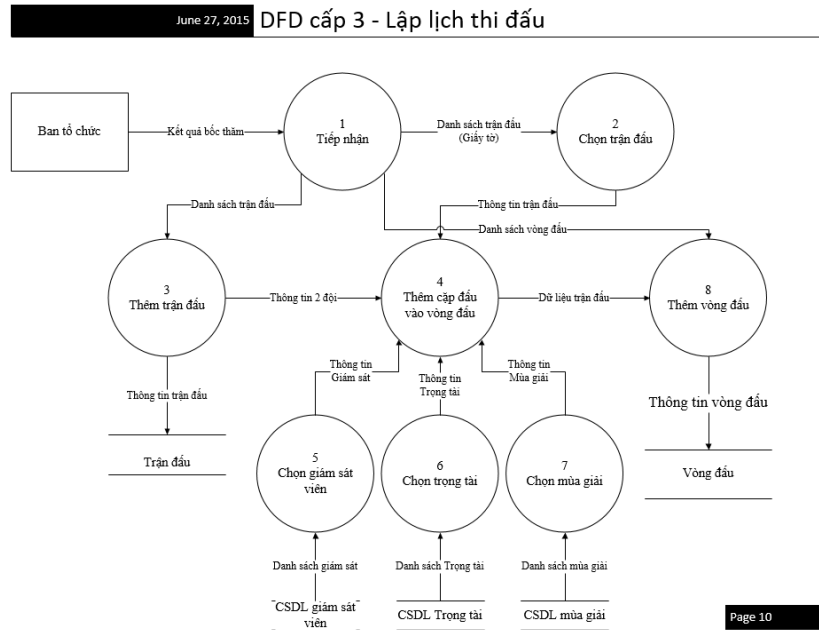 June 27, 2015
DFD cấp 3 - Lập lịch thi đấu
Ban tổ chức
Kết quả bốc thăm
1
Tiếp nhận
Danh sách trận đấu
(Giấy tờ)
2
Chọn trận đấu
Danh sách trận đấu
Thông tin trận đấu
Danh sách vòng đấu
3
Thêm trận đấu
Thông tin 2 đội
4
Thêm cặp đấu
vào vòng đấu
Dữ liệu trận đấu
8
Thêm vòng đấu
Thông tin
Giám sát
Thông tin
Trọng tài
Thông tin
Mùa giải
Thông tin trận đấu
Thông tin vòng đấu
Trận đấu
5
Chọn giám sát
viên
6
Chọn trọng tài
7
Chọn mùa giải
Vòng đấu
Danh sách giám sát
Danh sách Trọng tài
Danh sách mùa giải
CSDL giám sát
viên
CSDL Trọng tài
CSDL mùa giải
Page 10